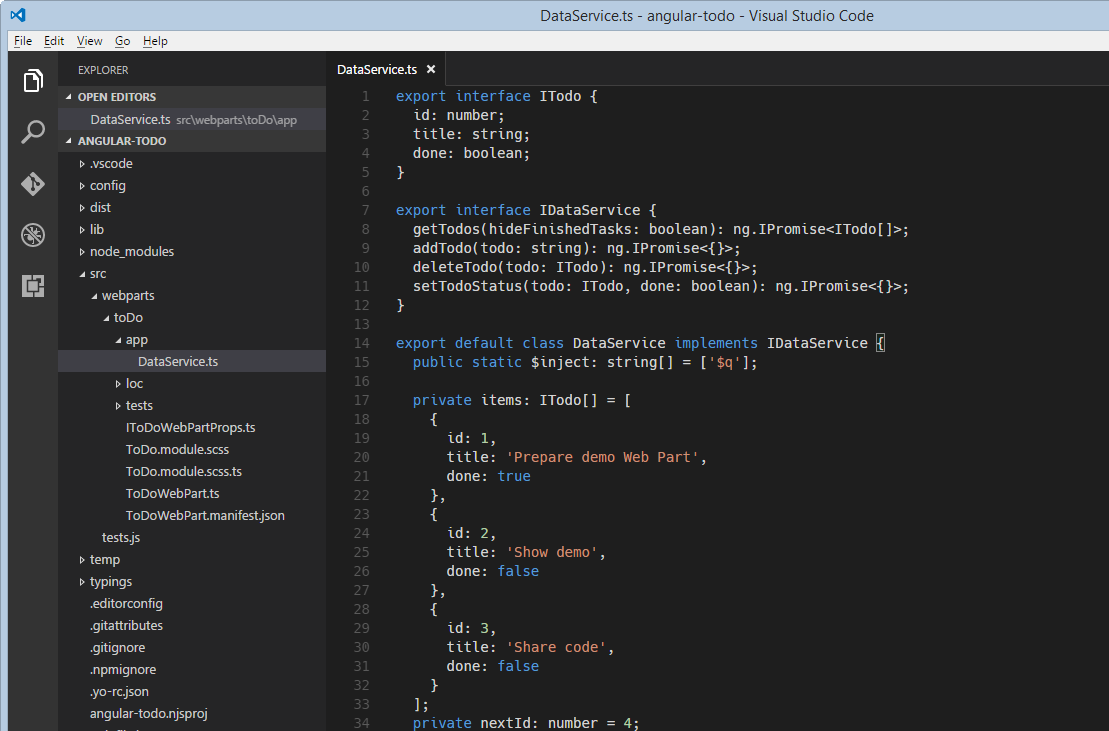 DataService.ts - angular-todo - Visual Studio Code
File Edit View Go Help
EXPLORER
OPEN EDITORS
DataService.ts src\webparts\toDo\app
ANGULAR-TODO
.vscode
config
dist
lib
node_modules
src
webparts
toDo
app
DataService.ts
loc
tests
IToDoWebPartProps.ts
ToDo.module.scss
ToDo.module.scss.ts
ToDoWebPart.ts
ToDoWebPart.manifest.json
tests.js
temp
typings
.editorconfig
.gitattributes
.gitignore
.npmignore
.yo-rc.json
angular-todo.njsproj
DataService.ts ×
1 export interface ITodo {
2 id: number;
3 title: string;
4 done: boolean;
5 }
6
7 export interface IDataService {
8 getTodos(hideFinishedTasks: boolean): ng.IPromise<ITodo[]>;
9 addTodo(todo: string): ng.IPromise<{}>;
10 deleteTodo(todo: ITodo): ng.IPromise<{}>;
11 setTodoStatus(todo: ITodo, done: boolean): ng.IPromise<{}>;
12 }
13
14 export default class DataService implements IDataService {
15 public static $inject: string[] = ['$q'];
16
17 private items: ITodo[] = [
18 {
19 id: 1,
20 title: 'Prepare demo Web Part',
21 done: true
22 },
23 {
24 id: 2,
25 title: 'Show demo',
26 done: false
27 },
28 {
29 id: 3,
30 title: 'Share code',
31 done: false
32 }
33 ];
34 private nextId: number = 4;